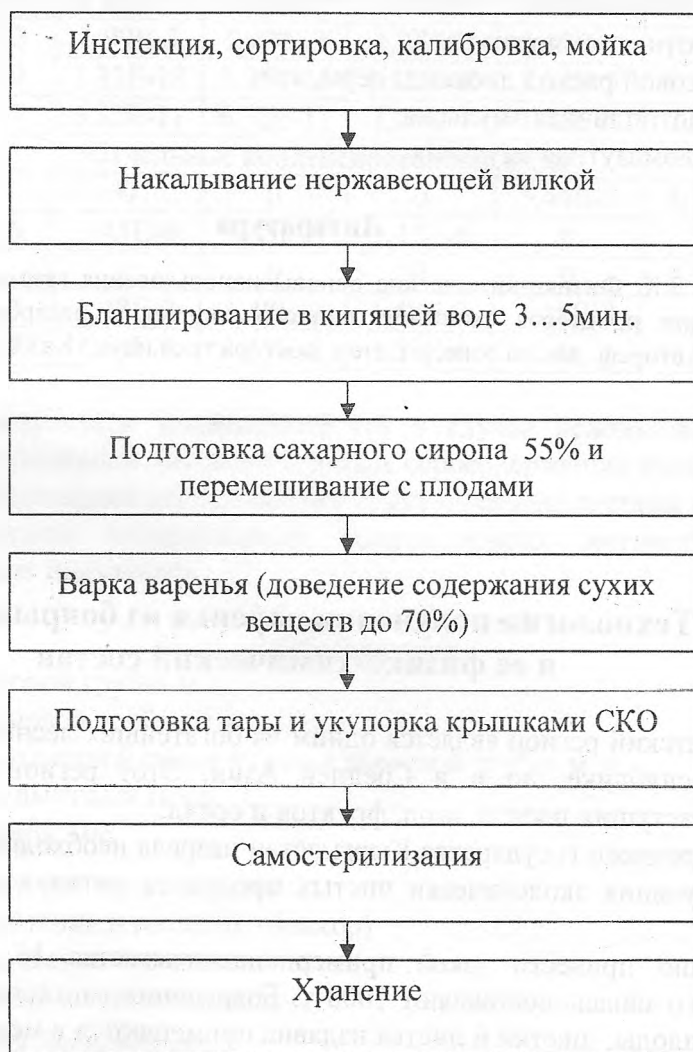 Инспекция, сортировка, калибровка, мойка
Накалывание нержавеющей вилкой
Бланширование в кипящей воде 3…5мин.
Подготовка сахарного сиропа 55% и
перемешивание с плодами
Варка варенья (доведение содержания сухих
веществ до 70%)
Подготовка тары и укупорка крышками СКО
Самостерилизация
Хранение